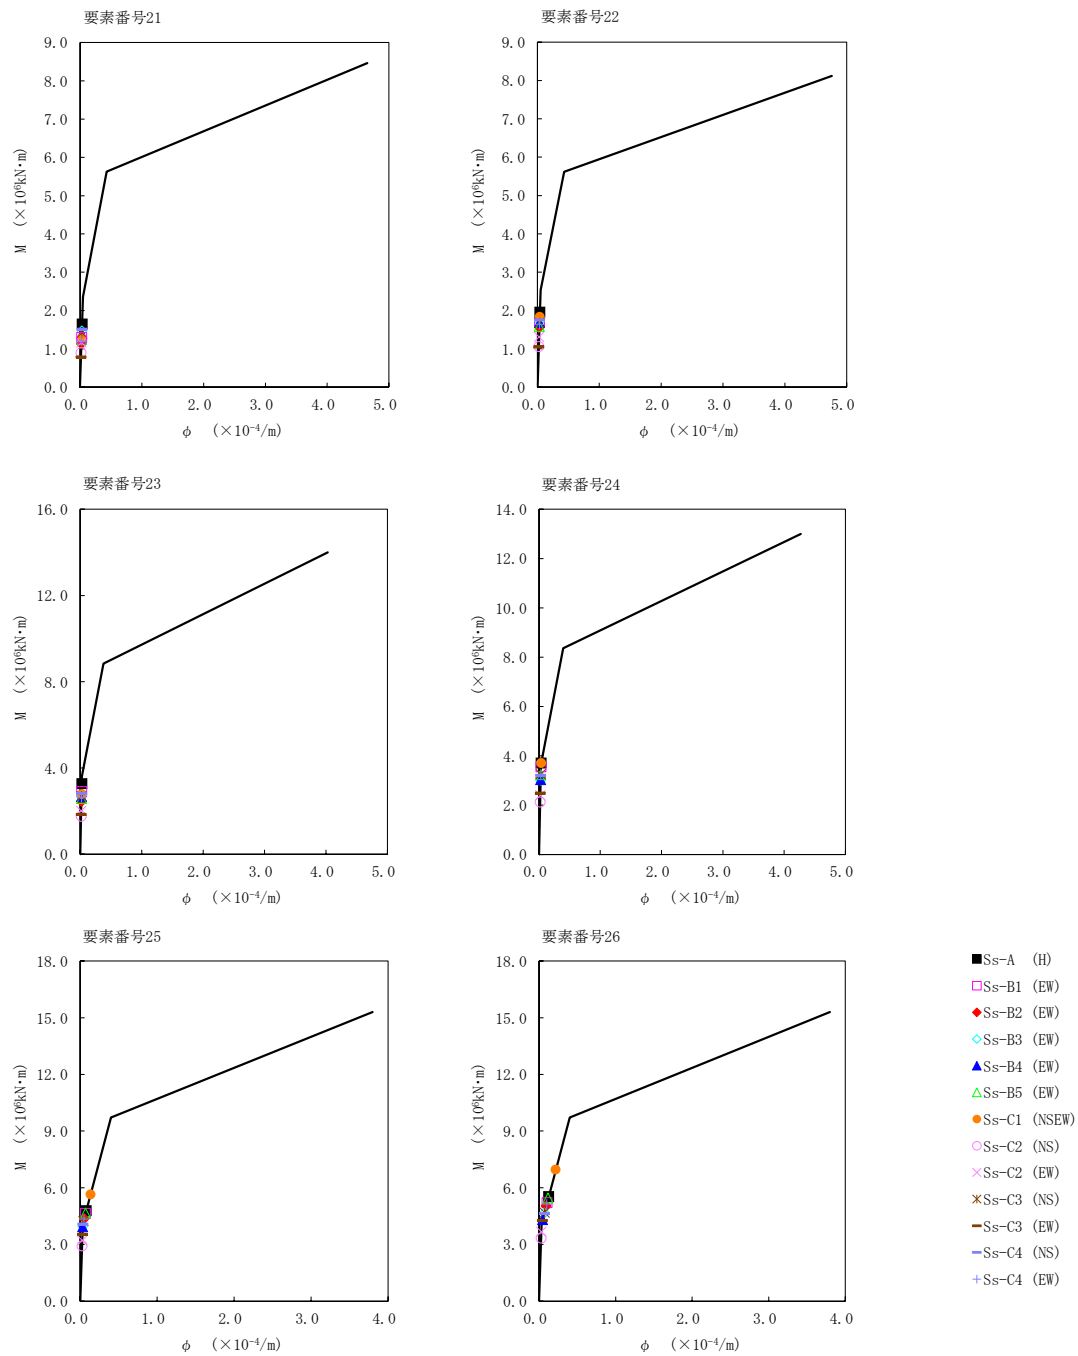 要素番号21
9.0
8.0
7.0
6.0
5.0
4.0
3.0
2.0
1.0
0.0
M (×10⁶kN・m)
0.0 1.0 2.0 3.0 4.0 5.0
φ (×10⁻⁴/m)
要素番号22
9.0
8.0
7.0
6.0
5.0
4.0
3.0
2.0
1.0
0.0
M (×10⁶kN・m)
0.0 1.0 2.0 3.0 4.0 5.0
φ (×10⁻⁴/m)
要素番号23
16.0
12.0
8.0
4.0
0.0
M (×10⁶kN・m)
0.0 1.0 2.0 3.0 4.0 5.0
φ (×10⁻⁴/m)
要素番号24
14.0
12.0
10.0
8.0
6.0
4.0
2.0
0.0
M (×10⁶kN・m)
0.0 1.0 2.0 3.0 4.0 5.0
φ (×10⁻⁴/m)
要素番号25
18.0
15.0
12.0
9.0
6.0
3.0
0.0
M (×10⁶kN・m)
0.0 1.0 2.0 3.0 4.0
φ (×10⁻⁴/m)
要素番号26
18.0
15.0
12.0
9.0
6.0
3.0
0.0
M (×10⁶kN・m)
0.0 1.0 2.0 3.0 4.0
φ (×10⁻⁴/m)
Ss-A (H)
Ss-B1 (EW)
Ss-B2 (EW)
Ss-B3 (EW)
Ss-B4 (EW)
Ss-B5 (EW)
Ss-C1 (NSEW)
Ss-C2 (NS)
Ss-C2 (EW)
Ss-C3 (NS)
Ss-C3 (EW)
Ss-C4 (NS)
Ss-C4 (EW)